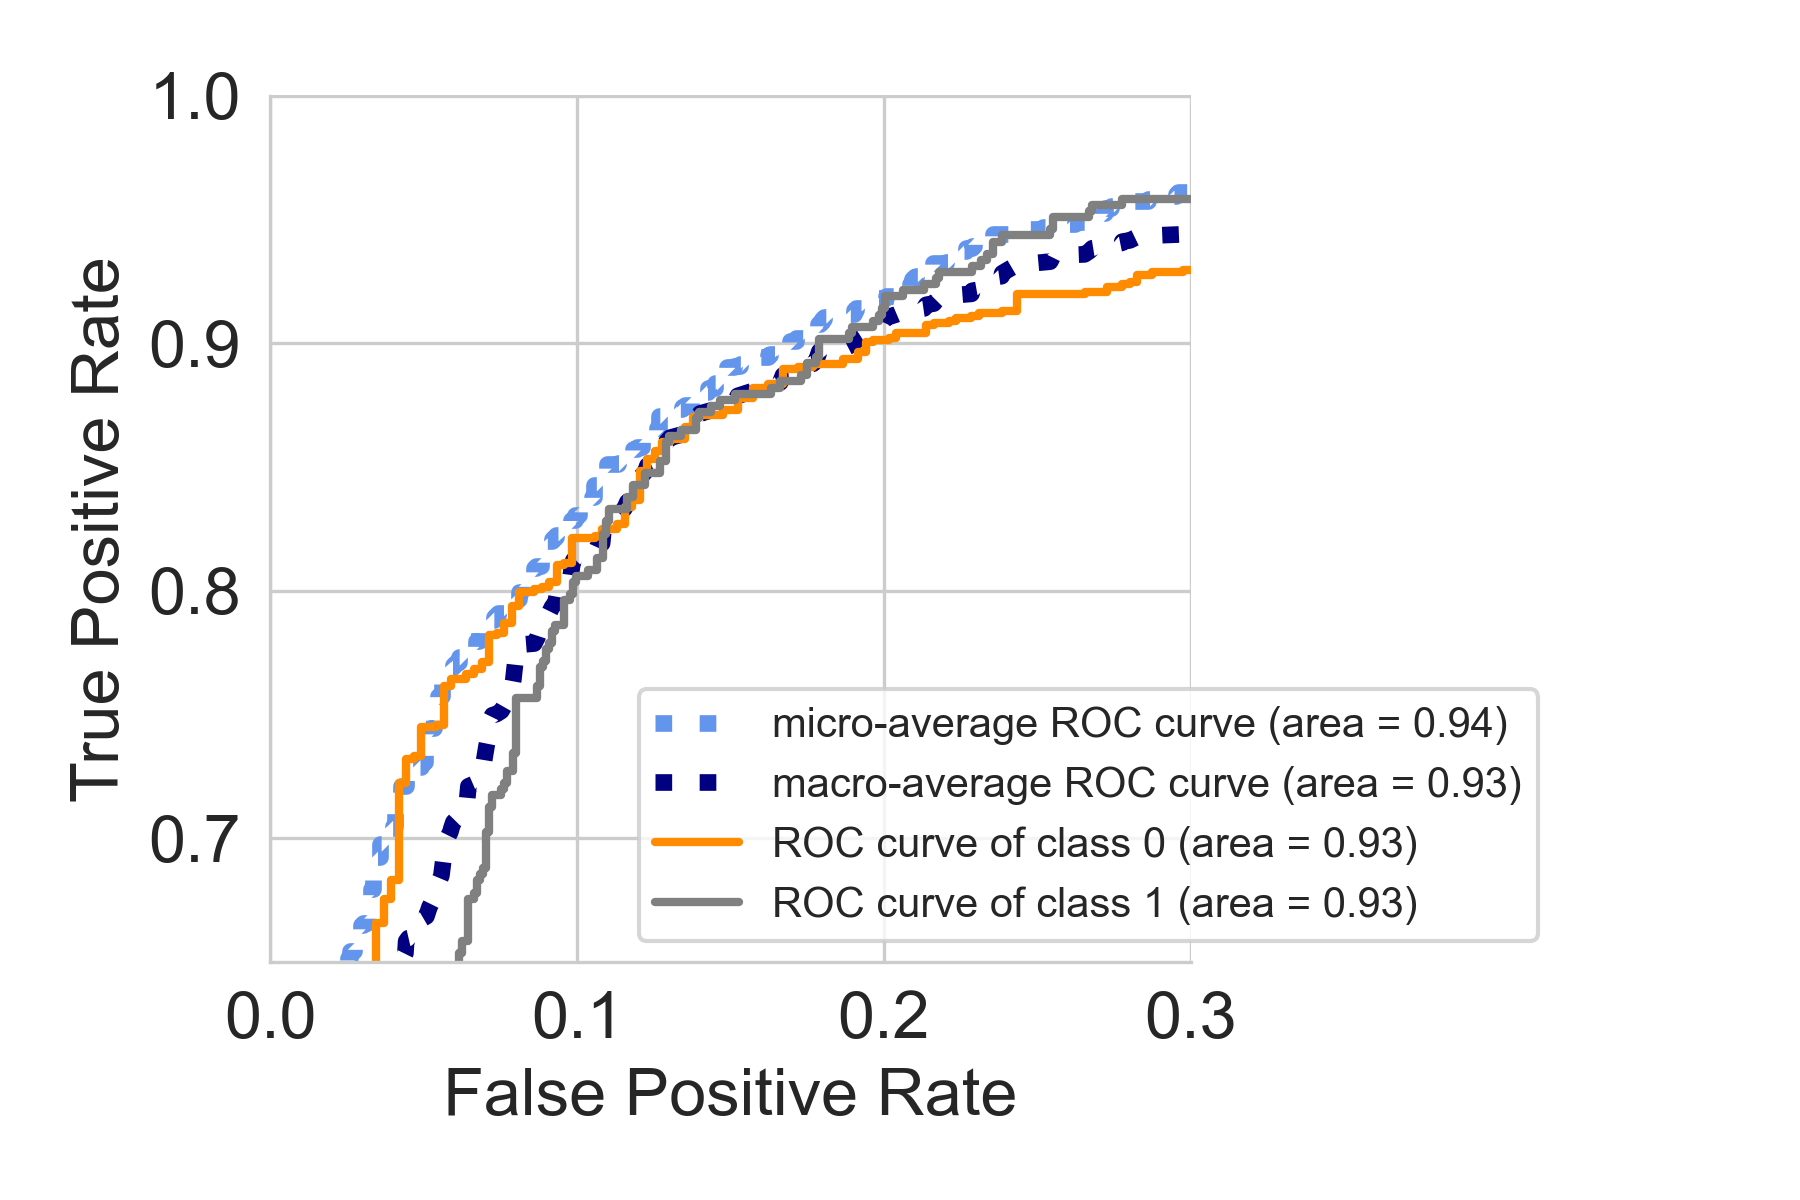 True Positive Rate
1.0
0.9
0.8
0.7
0.0 0.1 0.2 0.3
False Positive Rate
micro-average ROC curve (area = 0.94)
macro-average ROC curve (area = 0.93)
ROC curve of class 0 (area = 0.93)
ROC curve of class 1 (area = 0.93)